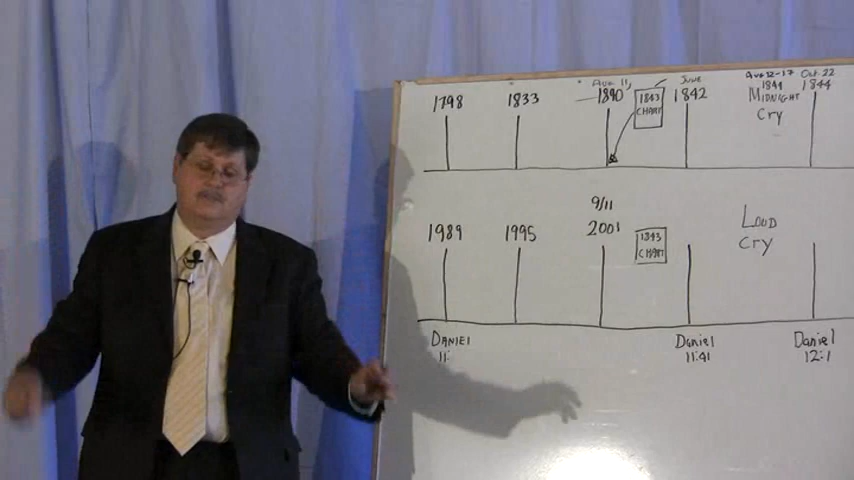 Aug 11,
June
Aug 12-17
Oct 22
1798
1833
1840
1843
CHART
1842
1844
MIDNIGHT
Cry
1844
9/11
1989
1995
2001
1843
CHART
LOUD
Cry
DANIEL
11:
Daniel
11:41
Daniel
12:1